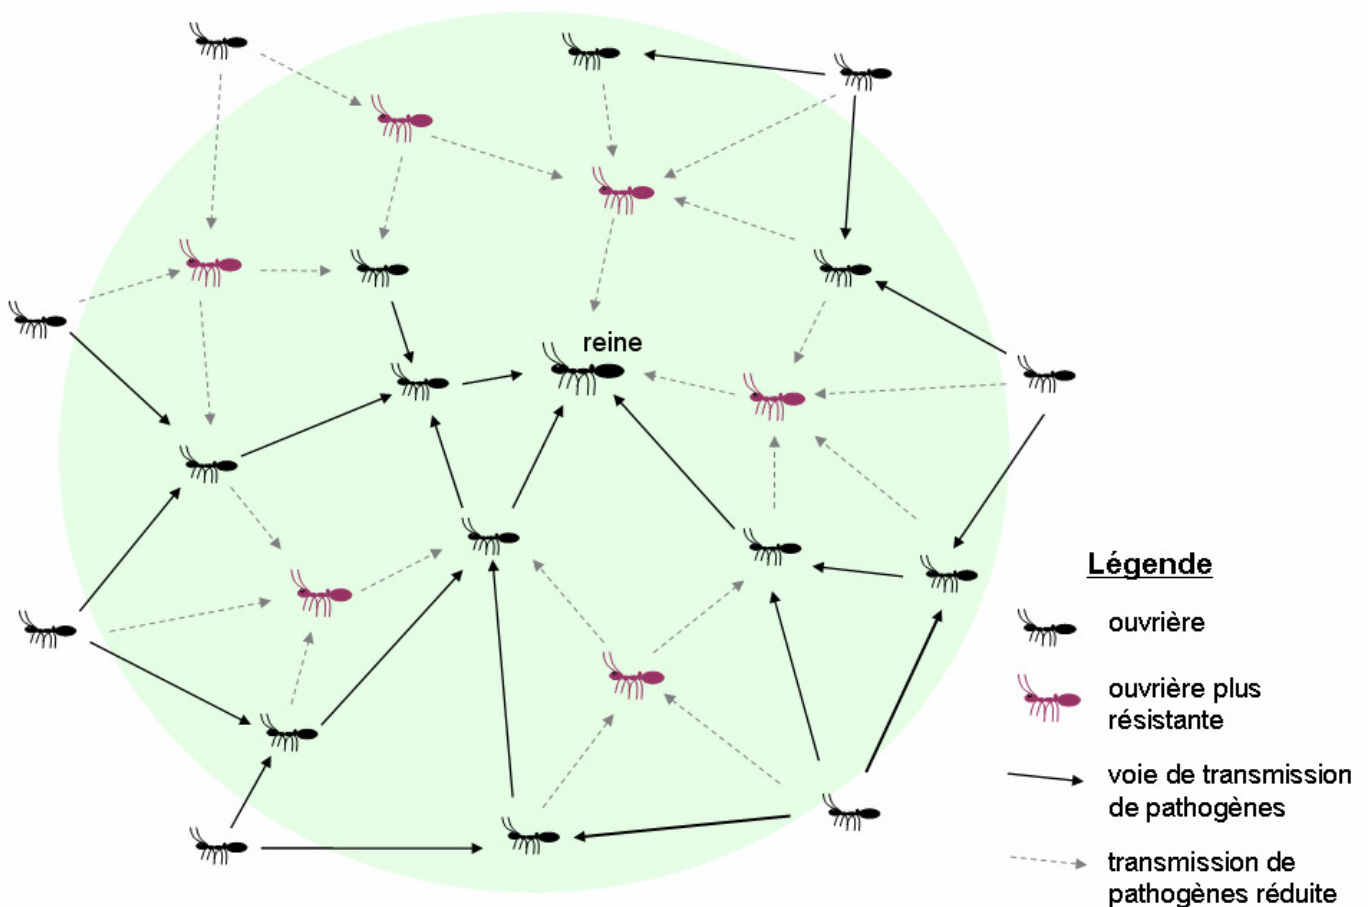 reine
Légende
ouvrière
ouvrière plus
résistante
voie de transmission
de pathogènes
transmission de
pathogènes réduite